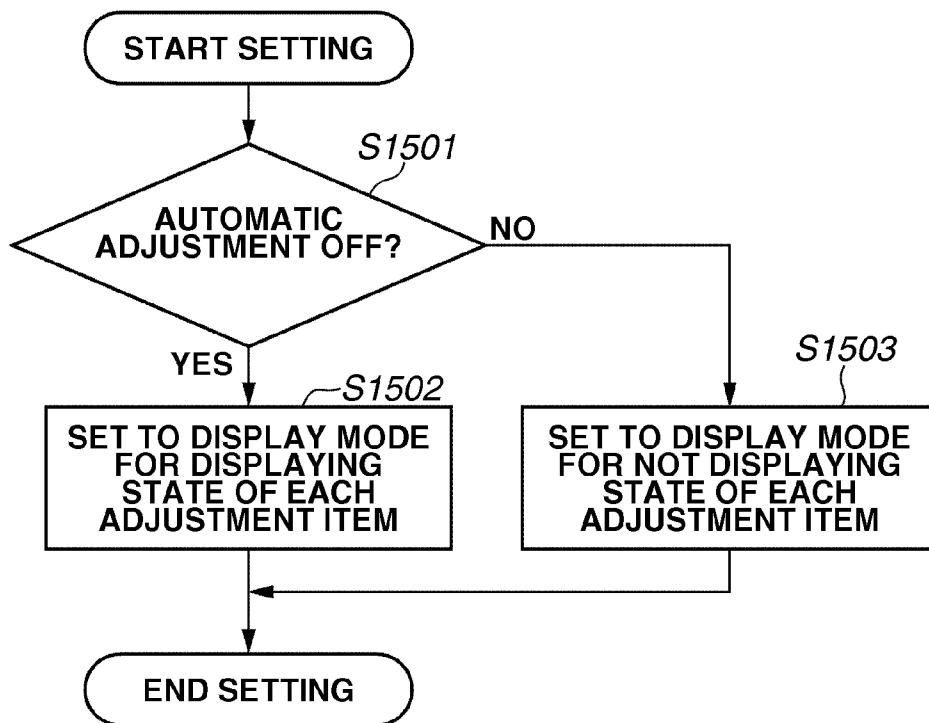 START SETTING
S1501
AUTOMATIC
ADJUSTMENT OFF?
NO
YES
S1502
SET TO DISPLAY MODE
FOR DISPLAYING
STATE OF EACH
ADJUSTMENT ITEM
S1503
SET TO DISPLAY MODE
FOR NOT DISPLAYING
STATE OF EACH
ADJUSTMENT ITEM
END SETTING